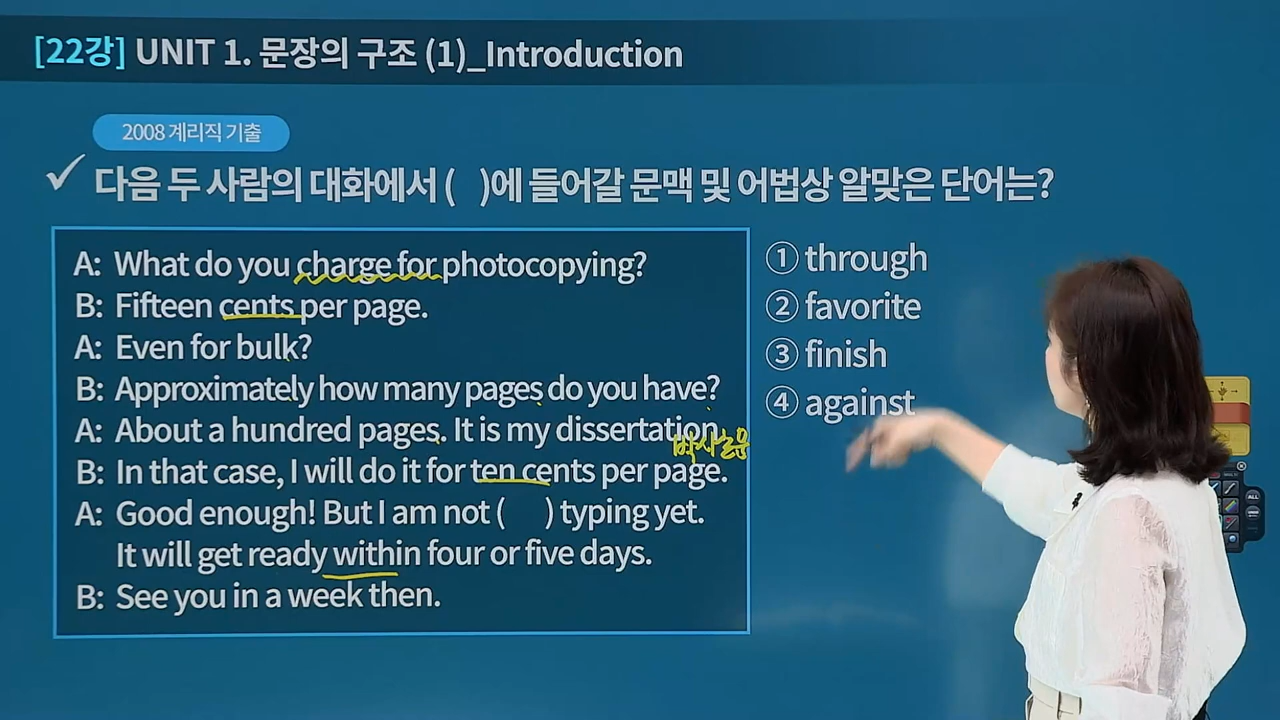 [22강] UNIT 1. 문장의 구조 (1)_Introduction
2008 계리직 기출
다음 두 사람의 대화에서 ( )에 들어갈 문맥 및 어법상 알맞은 단어는?
A: What do you charge for photocopying?
B: Fifteen cents per page.
A: Even for bulk?
B: Approximately how many pages do you have?
A: About a hundred pages. It is my dissertation.
박사논문
B: In that case, I will do it for ten cents per page.
A: Good enough! But I am not ( ) typing yet.
It will get ready within four or five days.
B: See you in a week then.
① through
② favorite
③ finish
④ against